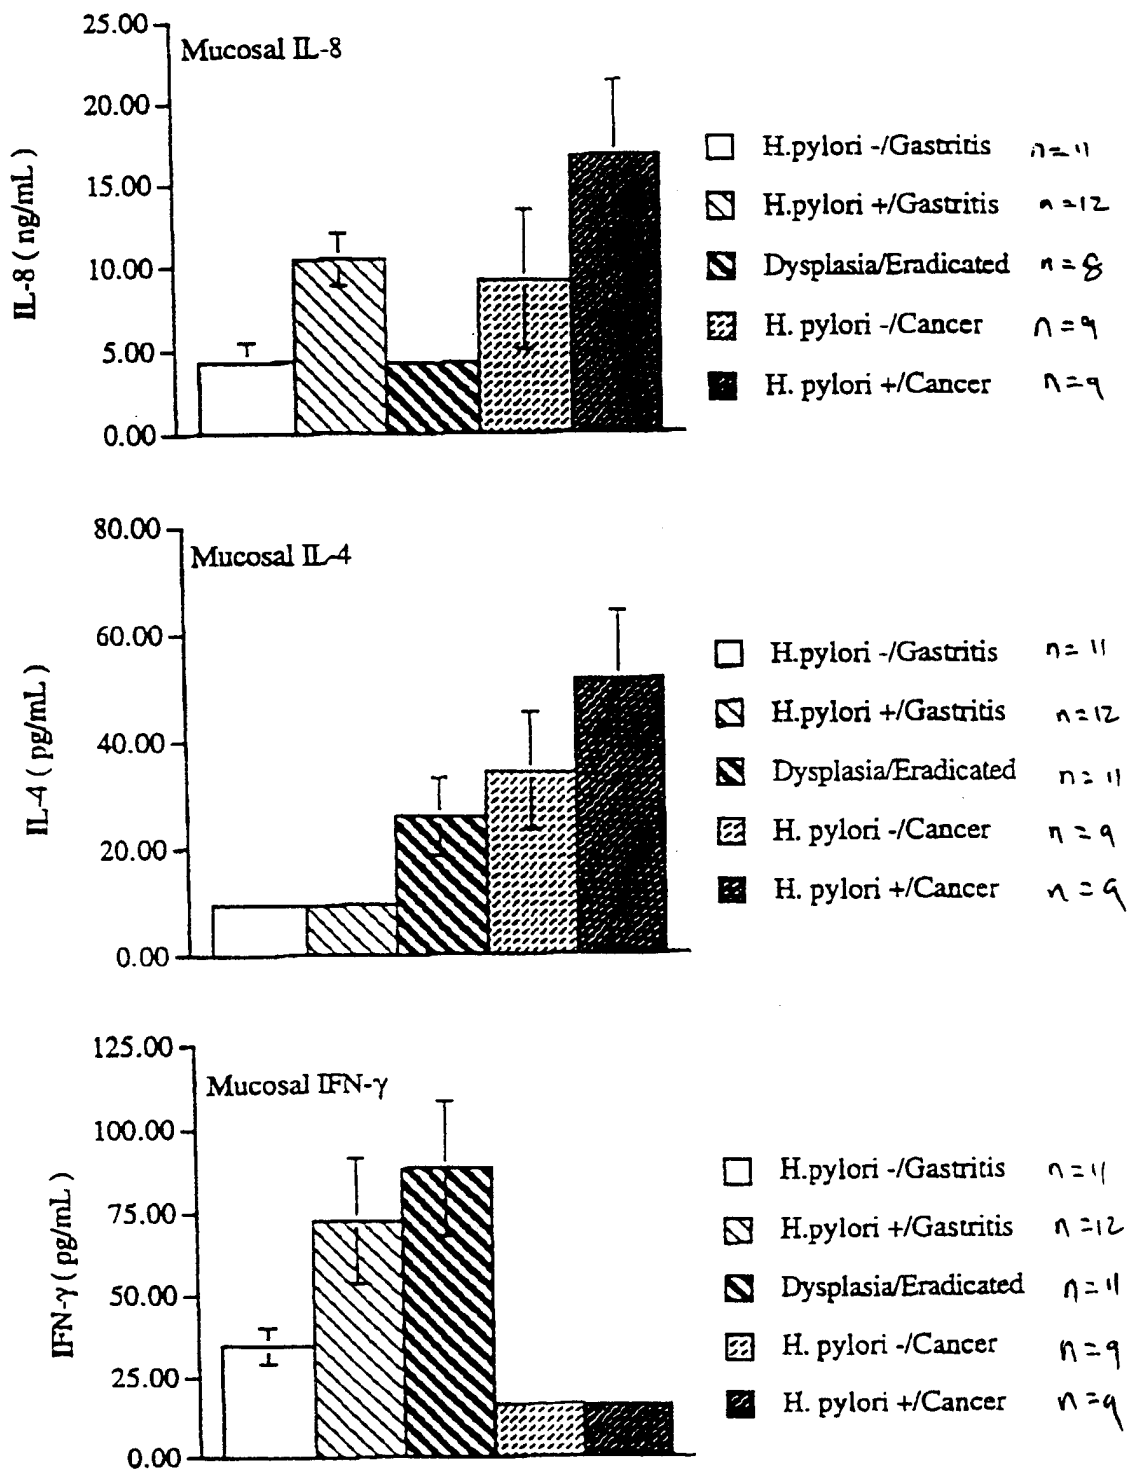 25.00
Mucosal IL-8
20.00
15.00
10.00
5.00
0.00
IL-8 ( ng/mL )
H.pylori -/Gastritis n=11
H.pylori +/Gastritis n=12
Dysplasia/Eradicated n=8
H. pylori -/Cancer n=9
H. pylori +/Cancer n=9
80.00
Mucosal IL-4
60.00
40.00
20.00
0.00
IL-4 ( pg/mL )
H.pylori -/Gastritis n=11
H.pylori +/Gastritis n=12
Dysplasia/Eradicated n=11
H. pylori -/Cancer n=9
H. pylori +/Cancer n=9
125.00
Mucosal IFN-γ
100.00
75.00
50.00
25.00
0.00
IFN-γ ( pg/mL )
H.pylori -/Gastritis n=11
H.pylori +/Gastritis n=12
Dysplasia/Eradicated n=11
H. pylori -/Cancer n=9
H. pylori +/Cancer n=9